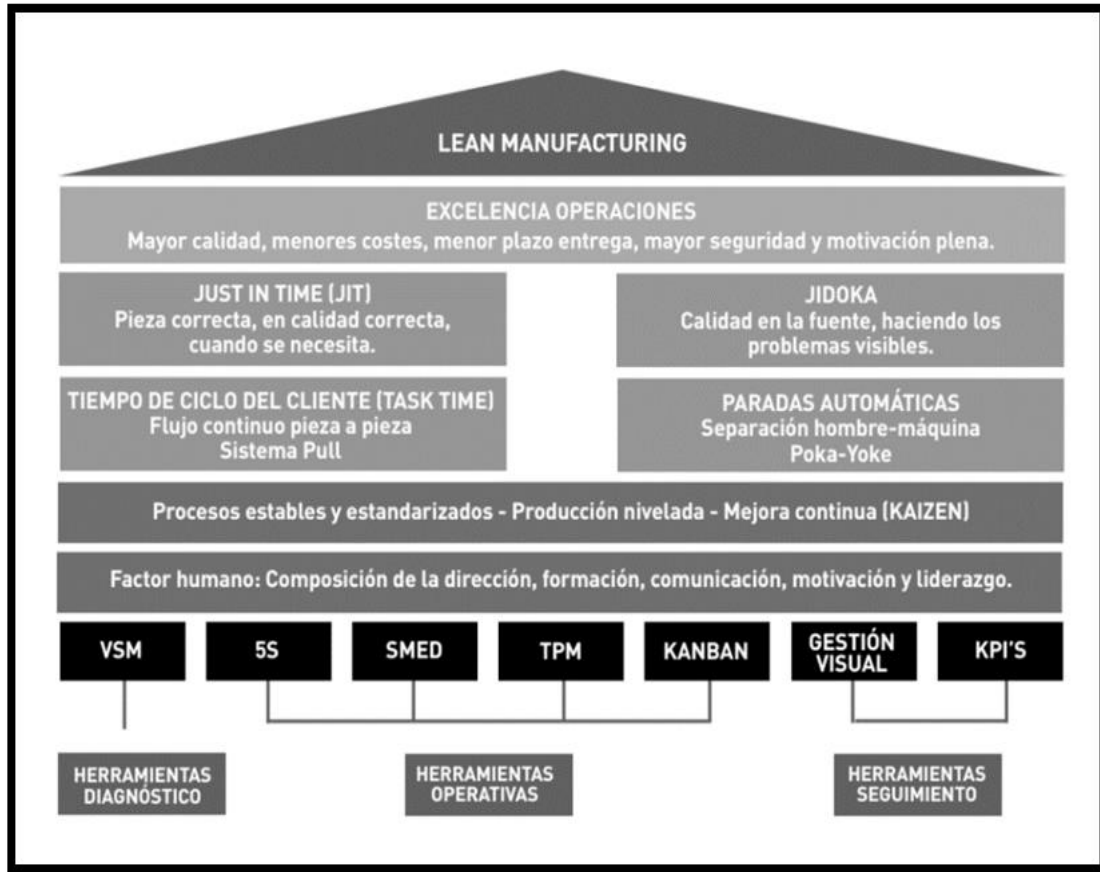 LEAN MANUFACTURING
EXCELENCIA OPERACIONES
Mayor calidad, menores costes, menor plazo entrega, mayor seguridad y motivación plena.
JUST IN TIME (JIT)
Pieza correcta, en calidad correcta,
cuando se necesita.
JIDOKA
Calidad en la fuente, haciendo los
problemas visibles.
TIEMPO DE CICLO DEL CLIENTE (TASK TIME)
Flujo continuo pieza a pieza
Sistema Pull
PARADAS AUTOMÁTICAS
Separación hombre-máquina
Poka-Yoke
Procesos estables y estandarizados - Producción nivelada - Mejora continua (KAIZEN)
Factor humano: Composición de la dirección, formación, comunicación, motivación y liderazgo.
VSM
5S
SMED
TPM
KANBAN
GESTIÓN
VISUAL
KPI'S
HERRAMIENTAS
DIAGNÓSTICO
HERRAMIENTAS
OPERATIVAS
HERRAMIENTAS
SEGUIMIENTO